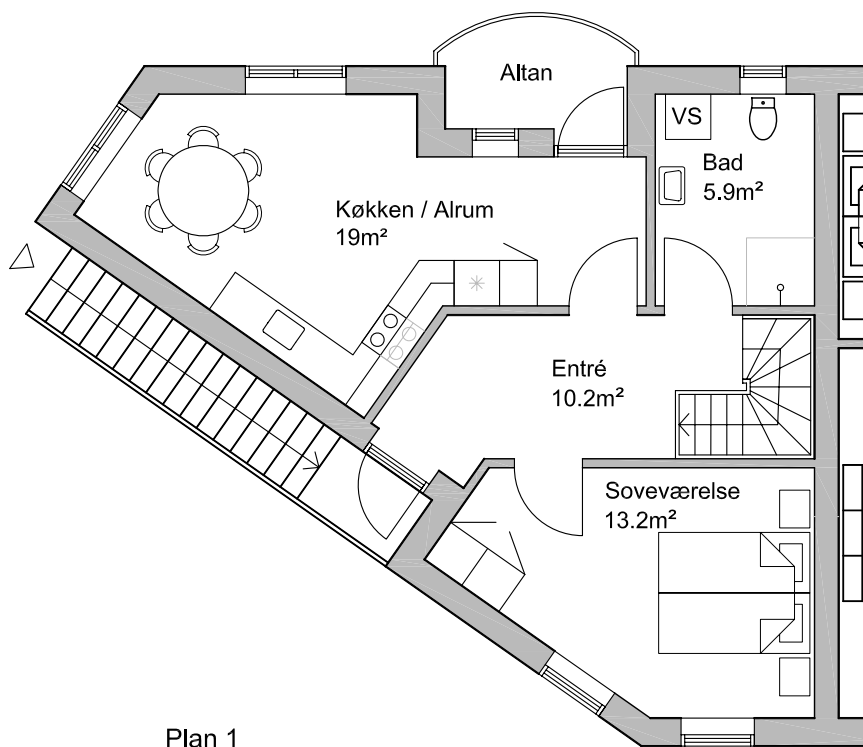 Altan
VS
Bad
5.9m²
Køkken / Alrum
19m²
Entré
10.2m²
Soveværelse
13.2m²
Plan 1